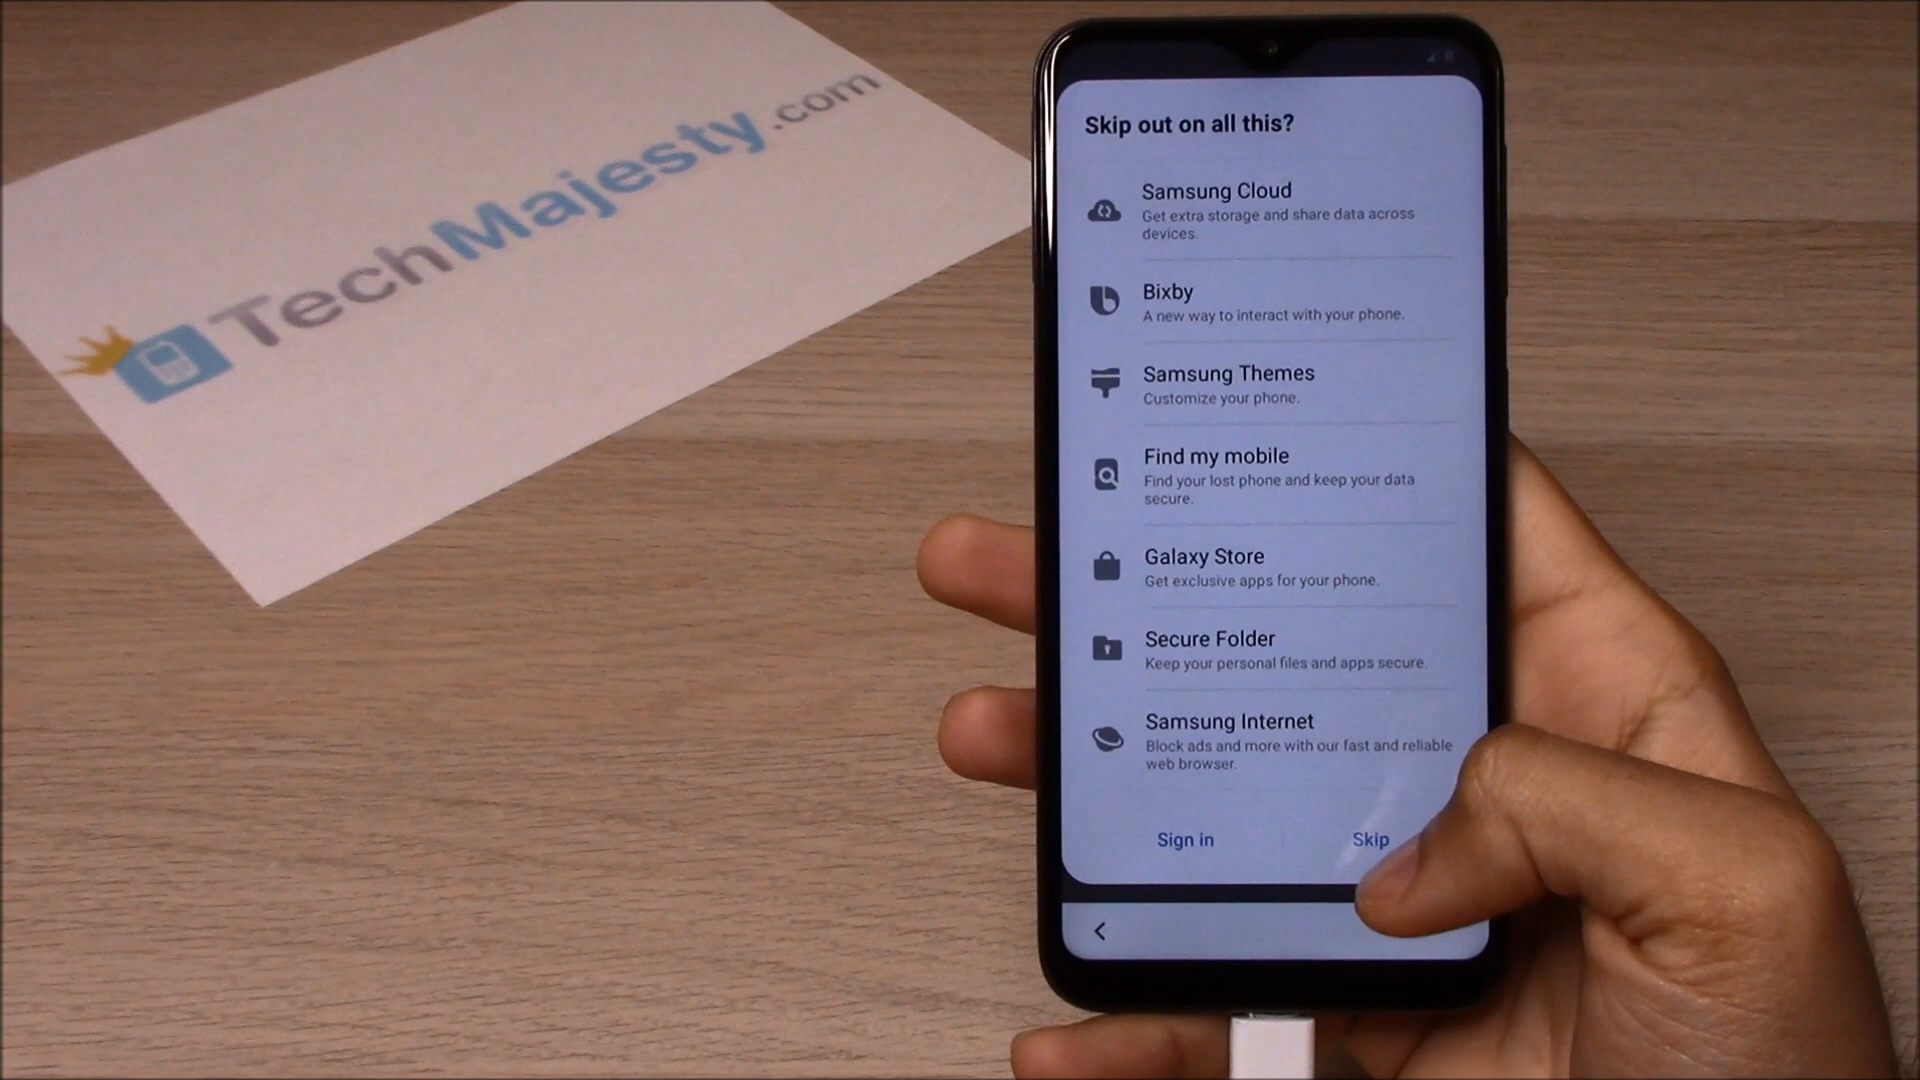 TechMajesty.com
Skip out on all this?
Samsung Cloud
Get extra storage and share data across
devices.
Bixby
A new way to interact with your phone.
Samsung Themes
Customize your phone.
Find my mobile
Find your lost phone and keep your data
secure.
Galaxy Store
Get exclusive apps for your phone.
Secure Folder
Keep your personal files and apps secure.
Samsung Internet
Block ads and more with our fast and reliable
web browser.
Sign in
Skip